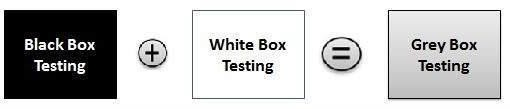 Black Box
Testing
+
White Box
Testing
=
Grey Box
Testing